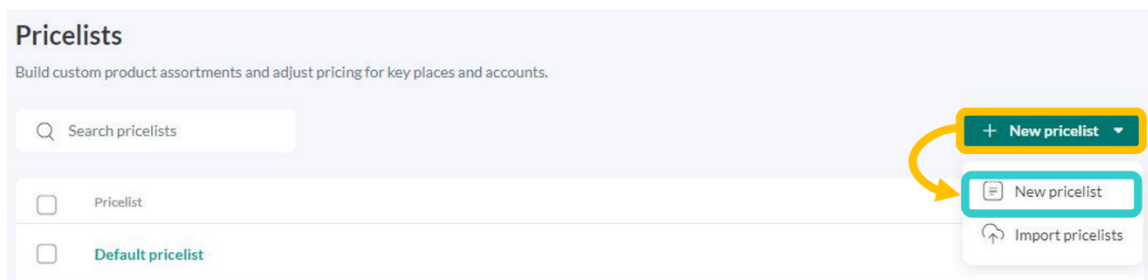 Pricelists
Build custom product assortments and adjust pricing for key places and accounts.
Search pricelists
+ New pricelist
Pricelist
New pricelist
Import pricelists
Default pricelist